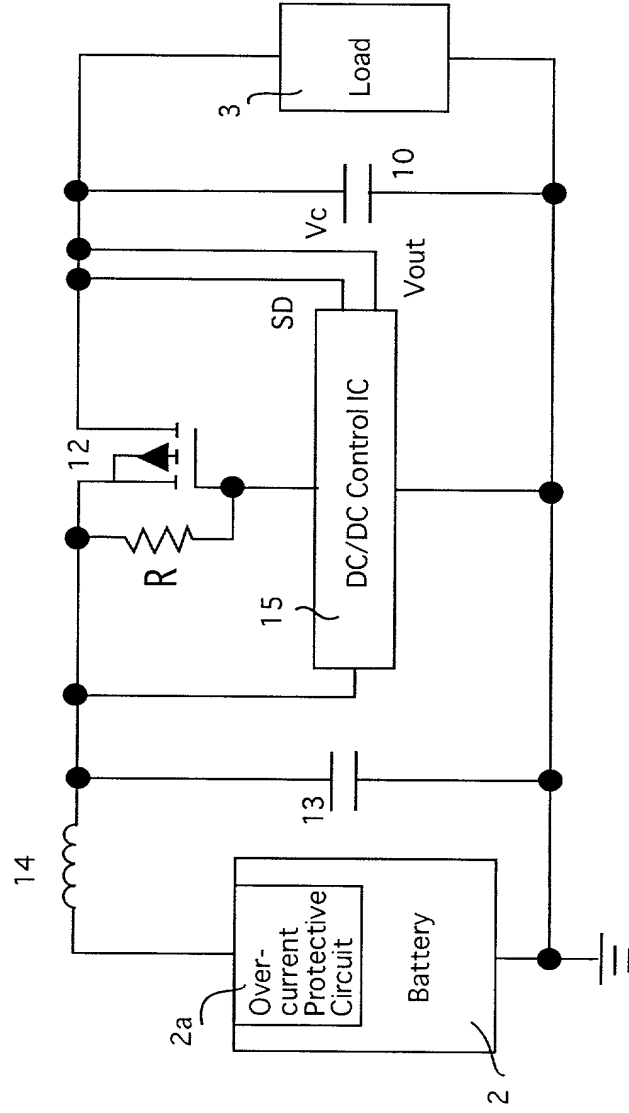 14
2a
Over-
current
Protective
Circuit
Battery
2
13
R
12
15
DC/DC Control IC
SD
Vout
Vc
10
3
Load